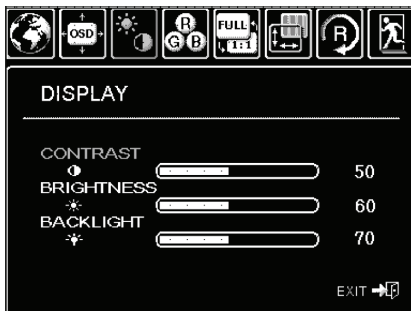 OSD R G B FULL 1:1 R
DISPLAY
CONTRAST
50
BRIGHTNESS
60
BACKLIGHT
70
EXIT